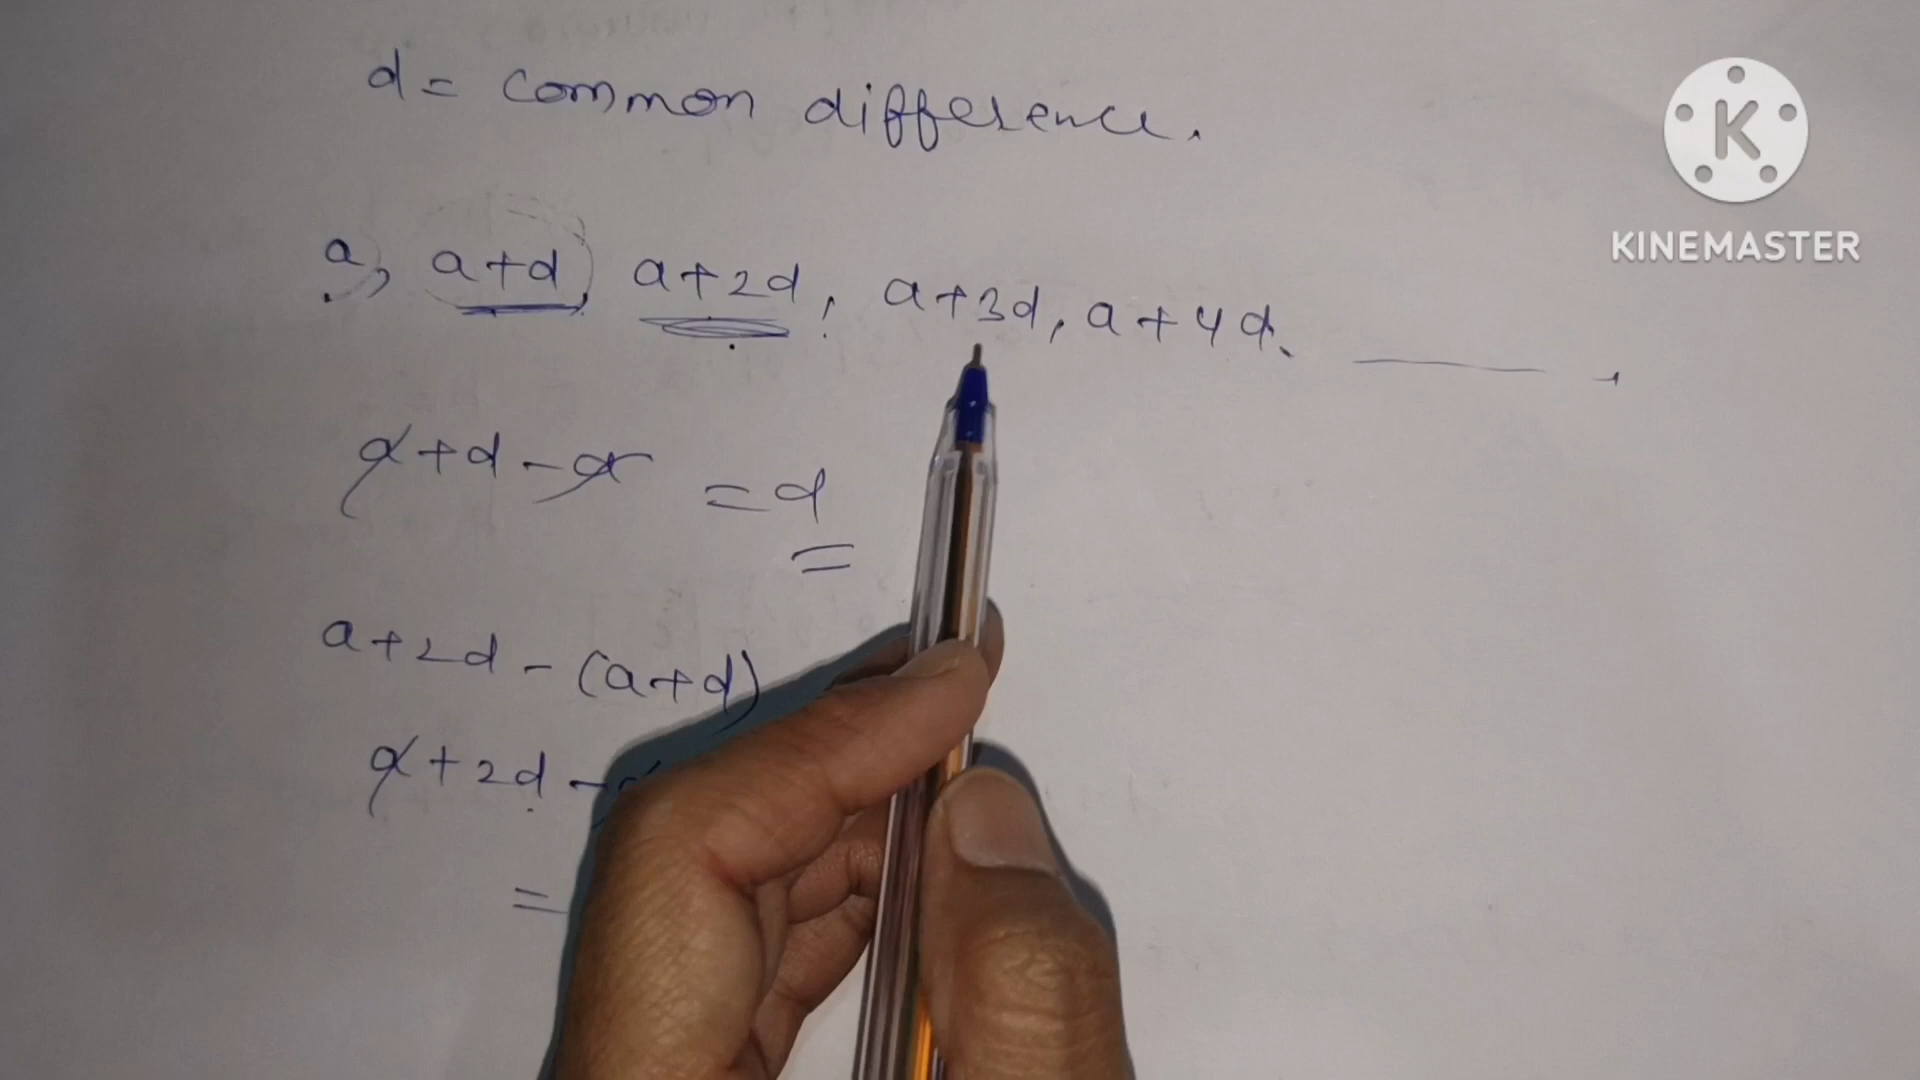 d = common difference.
K
KINEMASTER
a, a+d, a+2d, a+3d, a+4d,
a+d-a = d
a+2d-(a+d)
a+2d-
=